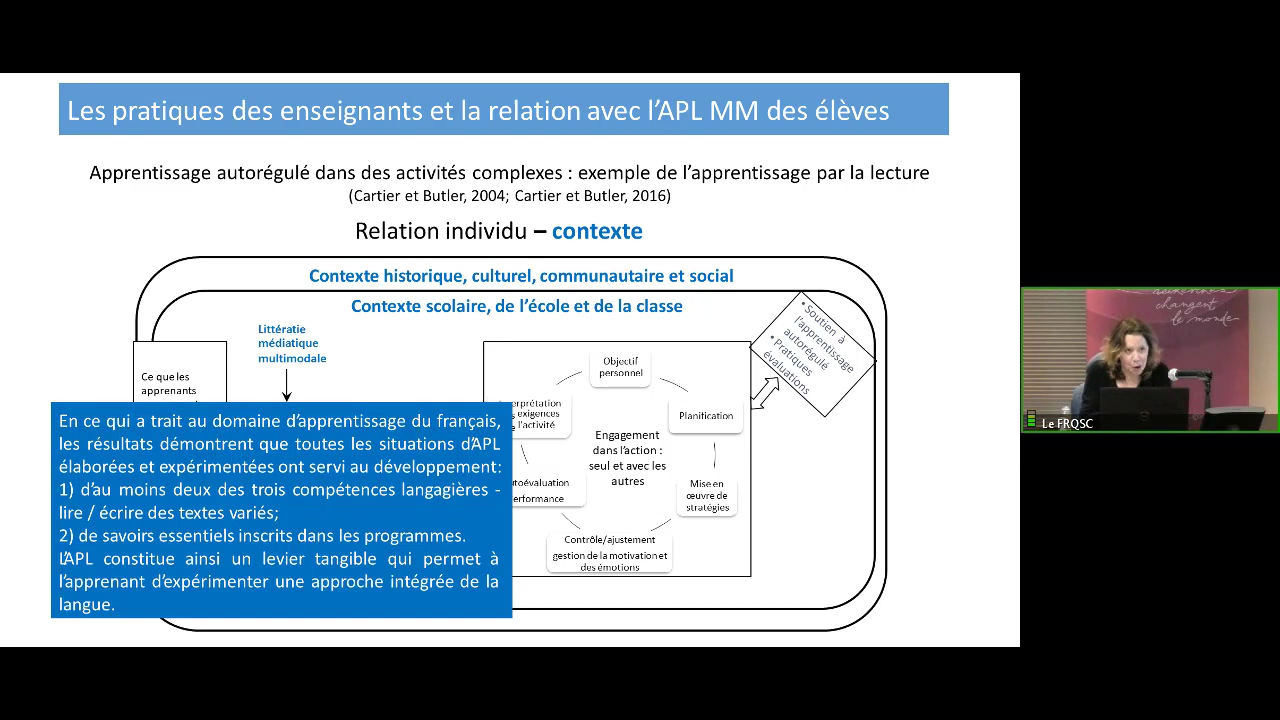 Les pratiques des enseignants et la relation avec l'APL MM des élèves
Apprentissage autorégulé dans des activités complexes : exemple de l'apprentissage par la lecture
(Cartier et Butler, 2004; Cartier et Butler, 2016)
Relation individu – contexte
Contexte historique, culturel, communautaire et social
Contexte scolaire, de l'école et de la classe
Littératie
médiatique
multimodale
Ce que les
apprenants
En ce qui a trait au domaine d'apprentissage du français,
les résultats démontrent que toutes les situations d'APL
élaborées et expérimentées ont servi au développement:
1) d'au moins deux des trois compétences langagières -
lire / écrire des textes variés;
2) de savoirs essentiels inscrits dans les programmes.
L'APL constitue ainsi un levier tangible qui permet à
l'apprenant d'expérimenter une approche intégrée de la
langue.
Objectif
personnel
Planification
Mise en
œuvre de
stratégies
Contrôle/ajustement
gestion de la motivation et
des émotions
utoévaluation
erformance
erprétation
s exigences
e l'activité
Engagement
dans l'action :
seul et avec les
autres
• Soutien à
l'apprentissage
autorégulé
• Pratiques
évaluations
changent
le monde
Le FRQSC